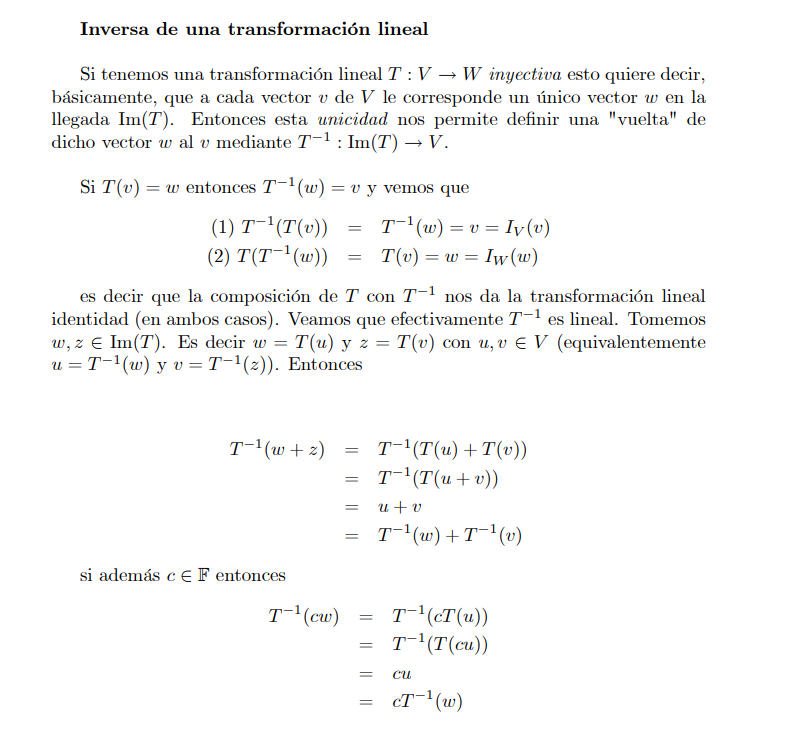 Inversa de una transformación lineal
Si tenemos una transformación lineal T : V → W inyectiva esto quiere decir,
básicamente, que a cada vector v de V le corresponde un único vector w en la
llegada Im(T). Entonces esta unicidad nos permite definir una "vuelta" de
dicho vector w al v mediante T⁻¹ : Im(T) → V.
Si T(v) = w entonces T⁻¹(w) = v y vemos que
(1) T⁻¹(T(v)) = T⁻¹(w) = v = I_V(v)
(2) T(T⁻¹(w)) = T(v) = w = I_W(w)
es decir que la composición de T con T⁻¹ nos da la transformación lineal
identidad (en ambos casos). Veamos que efectivamente T⁻¹ es lineal. Tomemos
w, z ∈ Im(T). Es decir w = T(u) y z = T(v) con u, v ∈ V (equivalentemente
u = T⁻¹(w) y v = T⁻¹(z)). Entonces
T⁻¹(w + z) = T⁻¹(T(u) + T(v))
= T⁻¹(T(u + v))
= u + v
= T⁻¹(w) + T⁻¹(v)
si además c ∈ 𝔽 entonces
T⁻¹(cw) = T⁻¹(cT(u))
= T⁻¹(T(cu))
= cu
= cT⁻¹(w)